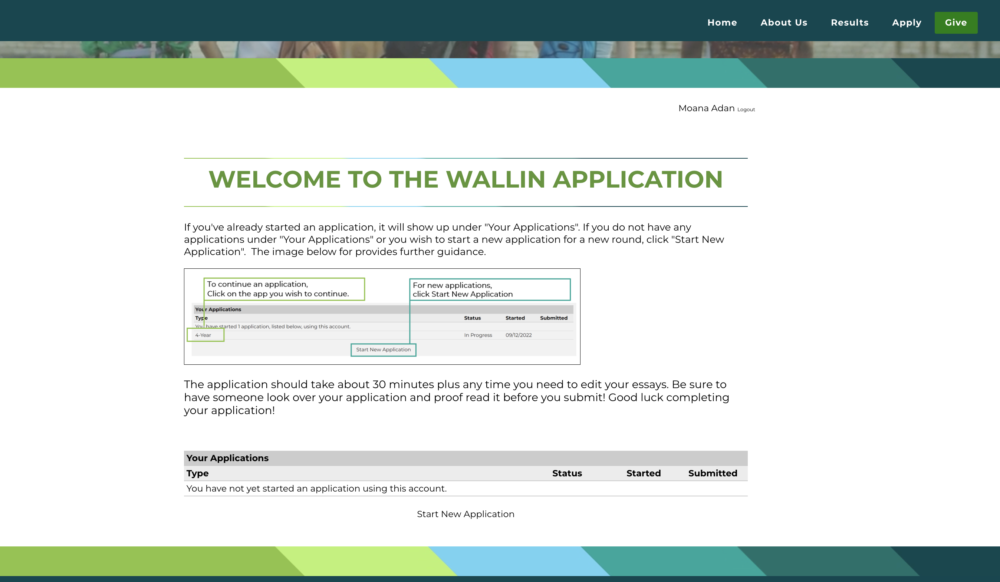 Home About Us Results Apply Give
Moana Adan Logout
WELCOME TO THE WALLIN APPLICATION
If you've already started an application, it will show up under "Your Applications". If you do not have any
applications under "Your Applications" or you wish to start a new application for a new round, click "Start New
Application".  The image below for provides further guidance.
To continue an application,
Click on the app you wish to continue.
For new applications,
click Start New Application
Your Applications
Type Status Started Submitted
You have started 1 application, listed below, using this account.
4-Year In Progress 09/12/2022
Start New Application
The application should take about 30 minutes plus any time you need to edit your essays. Be sure to
have someone look over your application and proof read it before you submit! Good luck completing
your application!
Your Applications
Type Status Started Submitted
You have not yet started an application using this account.
Start New Application